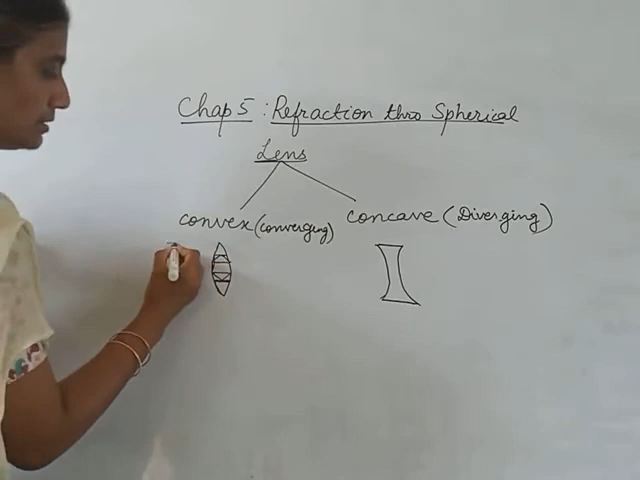 Chap 5 : Refraction thro Spherical
Lens
convex (converging) concave (Diverging)